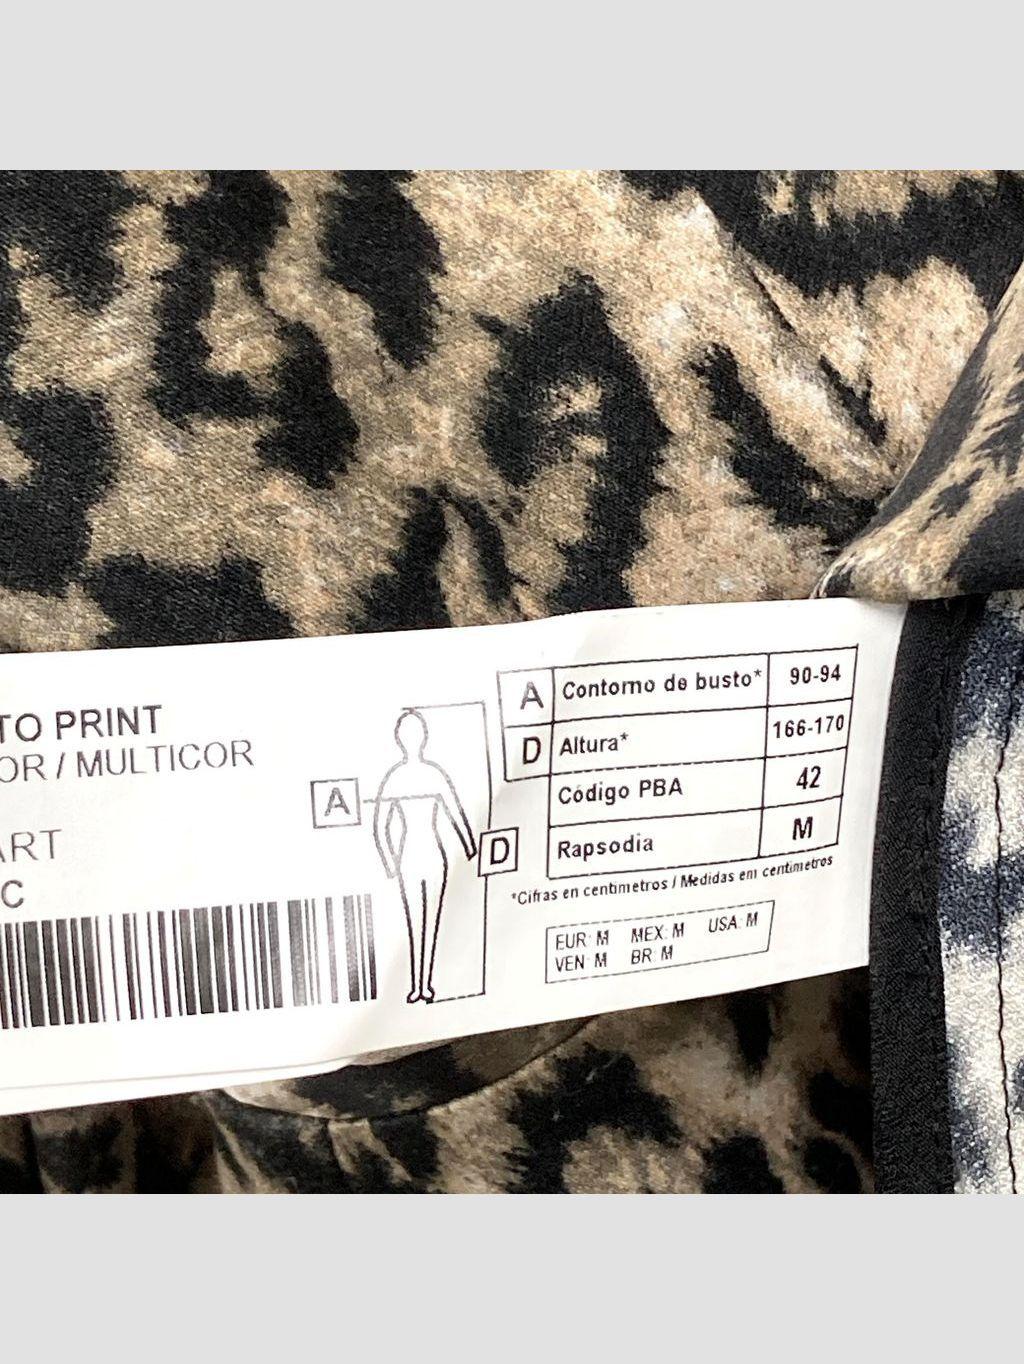 TO PRINT
OR / MULTICOR
ART
C
A
D
A Contorno de busto* 90-94
D Altura* 166-170
Código PBA 42
Rapsodia M
*Cifras en centimetros / Medidas em centimetros
EUR: M MEX: M USA: M
VEN: M BR: M